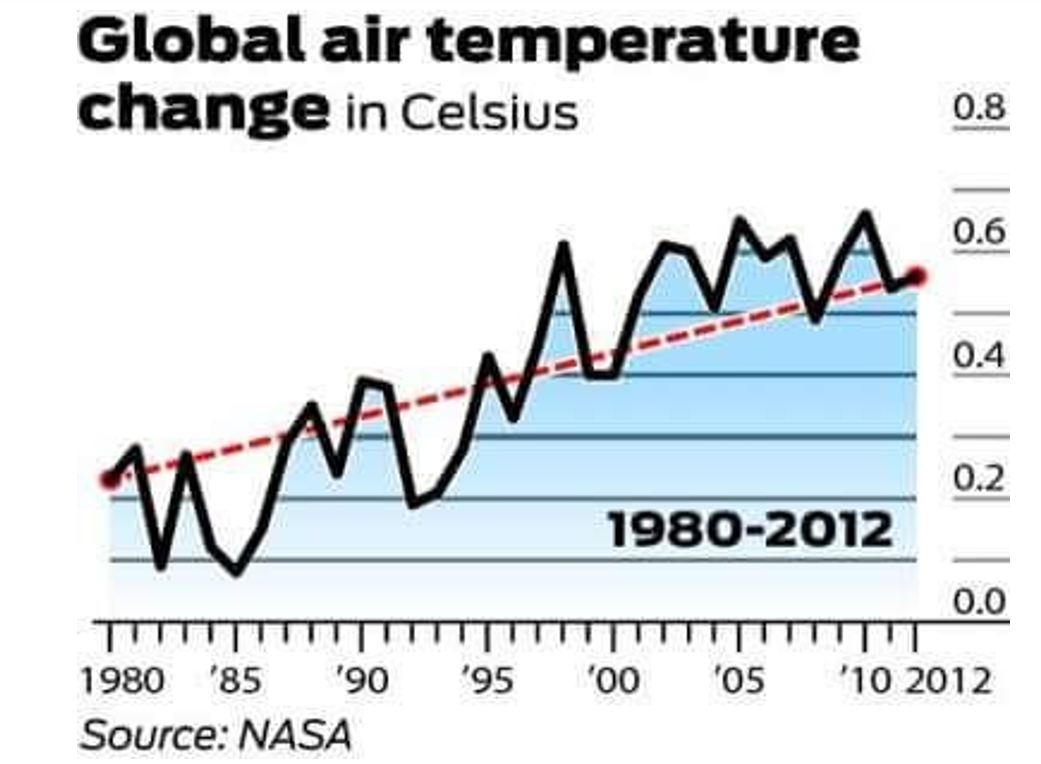 Global air temperature
change in Celsius
0.8
0.6
0.4
0.2
1980-2012
0.0
1980 ’85 ’90 ’95 ’00 ’05 ’10 2012
Source: NASA